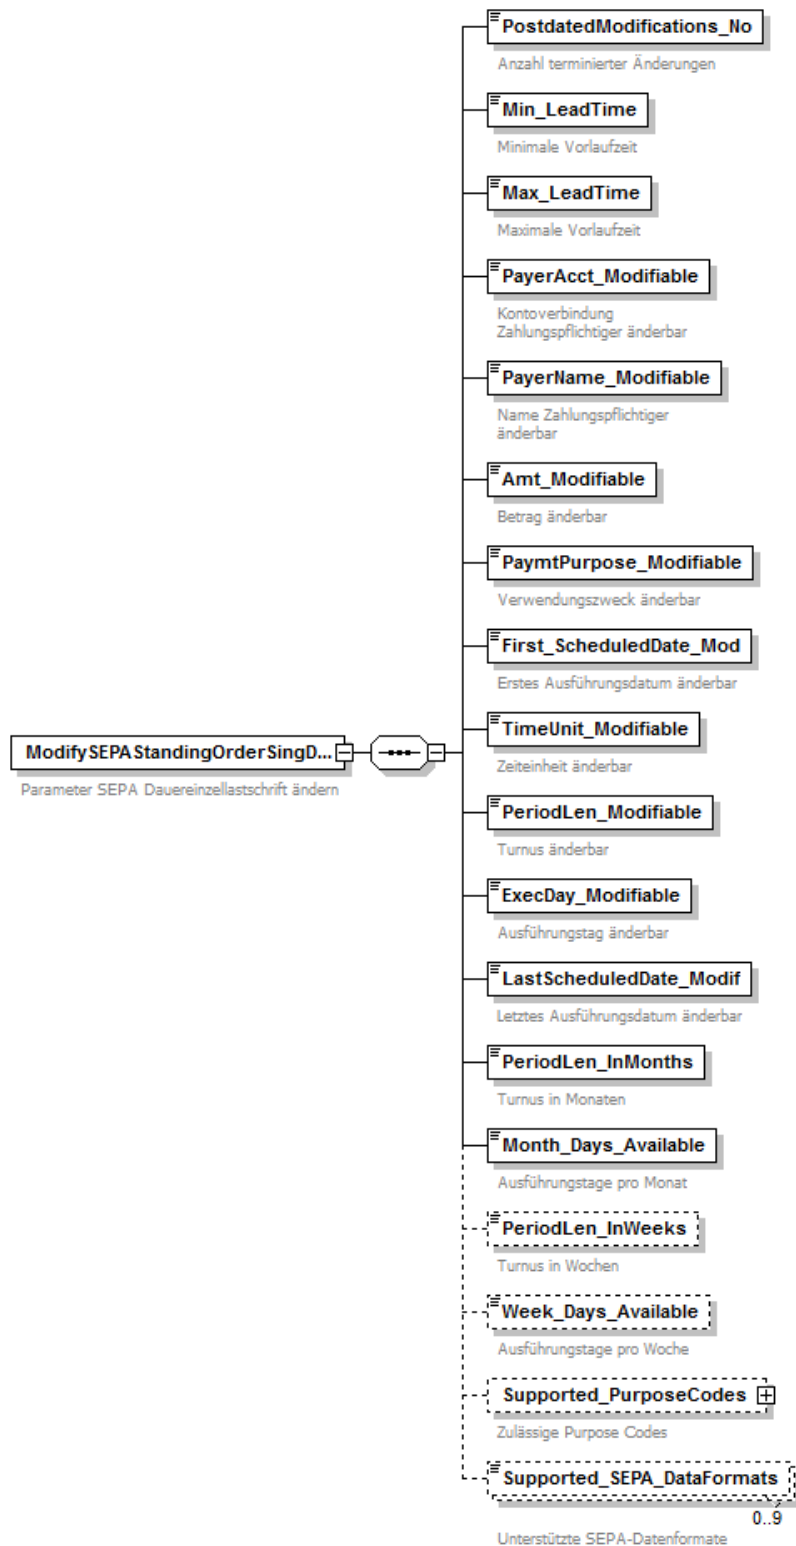 PostdatedModifications_No
Anzahl terminierter Änderungen
Min_LeadTime
Minimale Vorlaufzeit
Max_LeadTime
Maximale Vorlaufzeit
PayerAcct_Modifiable
Kontoverbindung
Zahlungspflichtiger änderbar
PayerName_Modifiable
Name Zahlungspflichtiger
änderbar
Amt_Modifiable
Betrag änderbar
PaymtPurpose_Modifiable
Verwendungszweck änderbar
First_ScheduledDate_Mod
Erstes Ausführungsdatum änderbar
TimeUnit_Modifiable
Zeiteinheit änderbar
ModifySEPAStandingOrderSingD...
Parameter SEPA Dauereinzellastschrift ändern
PeriodLen_Modifiable
Turnus änderbar
ExecDay_Modifiable
Ausführungstag änderbar
LastScheduledDate_Modif
Letztes Ausführungsdatum änderbar
PeriodLen_InMonths
Turnus in Monaten
Month_Days_Available
Ausführungstage pro Monat
PeriodLen_InWeeks
Turnus in Wochen
Week_Days_Available
Ausführungstage pro Woche
Supported_PurposeCodes
Zulässige Purpose Codes
Supported_SEPA_DataFormats
0..9
Unterstützte SEPA-Datenformate